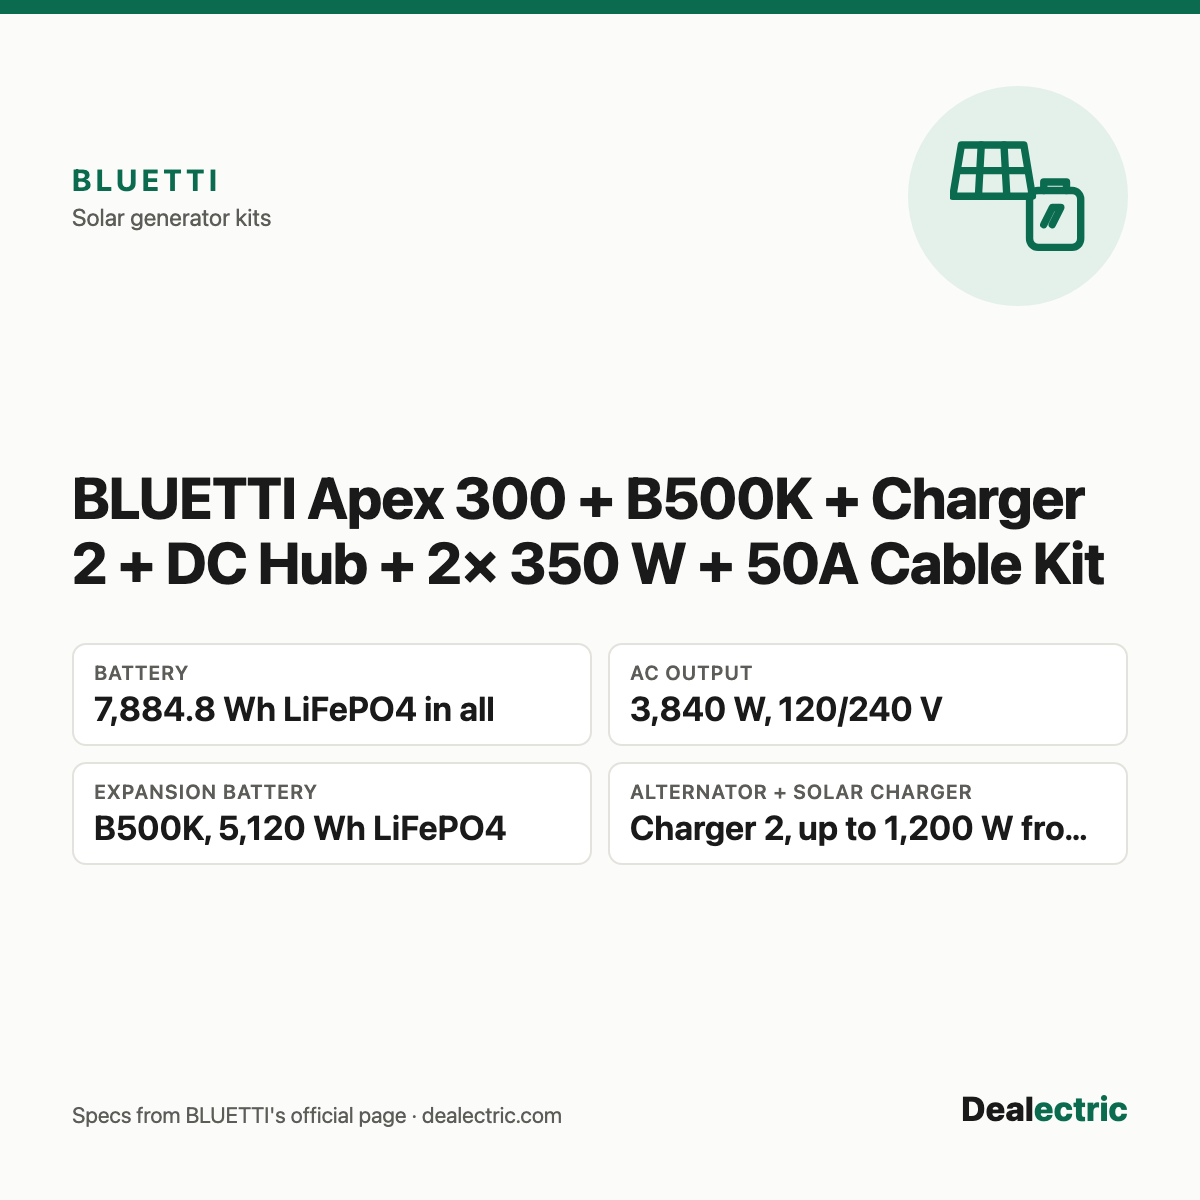 BLUETTI
Solar generator kits
BLUETTI Apex 300 + B500K + Charger
2 + DC Hub + 2× 350 W + 50A Cable Kit
BATTERY
7,884.8 Wh LiFePO4 in all
AC OUTPUT
3,840 W, 120/240 V
EXPANSION BATTERY
B500K, 5,120 Wh LiFePO4
ALTERNATOR + SOLAR CHARGER
Charger 2, up to 1,200 W fro...
Specs from BLUETTI's official page · dealectric.com
Dealectric